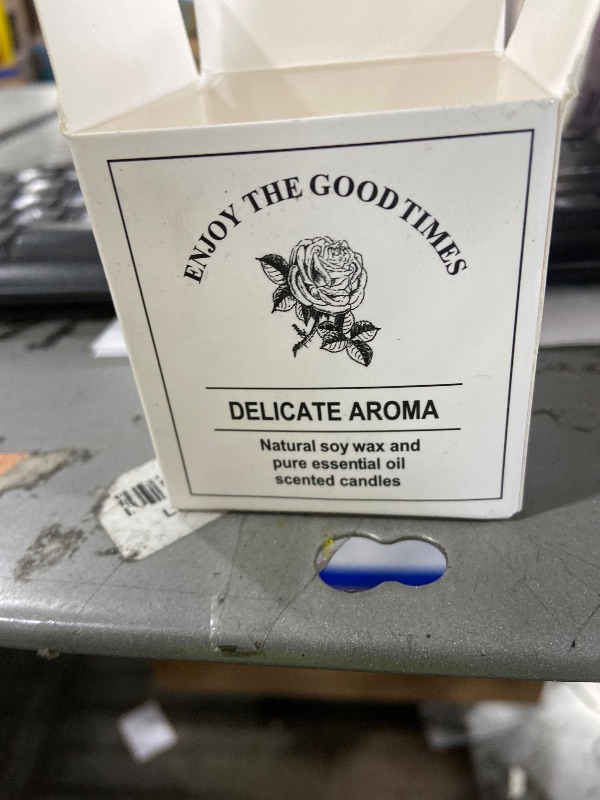 ENJOY THE GOOD TIMES
DELICATE AROMA
Natural soy wax and
pure essential oil
scented candles